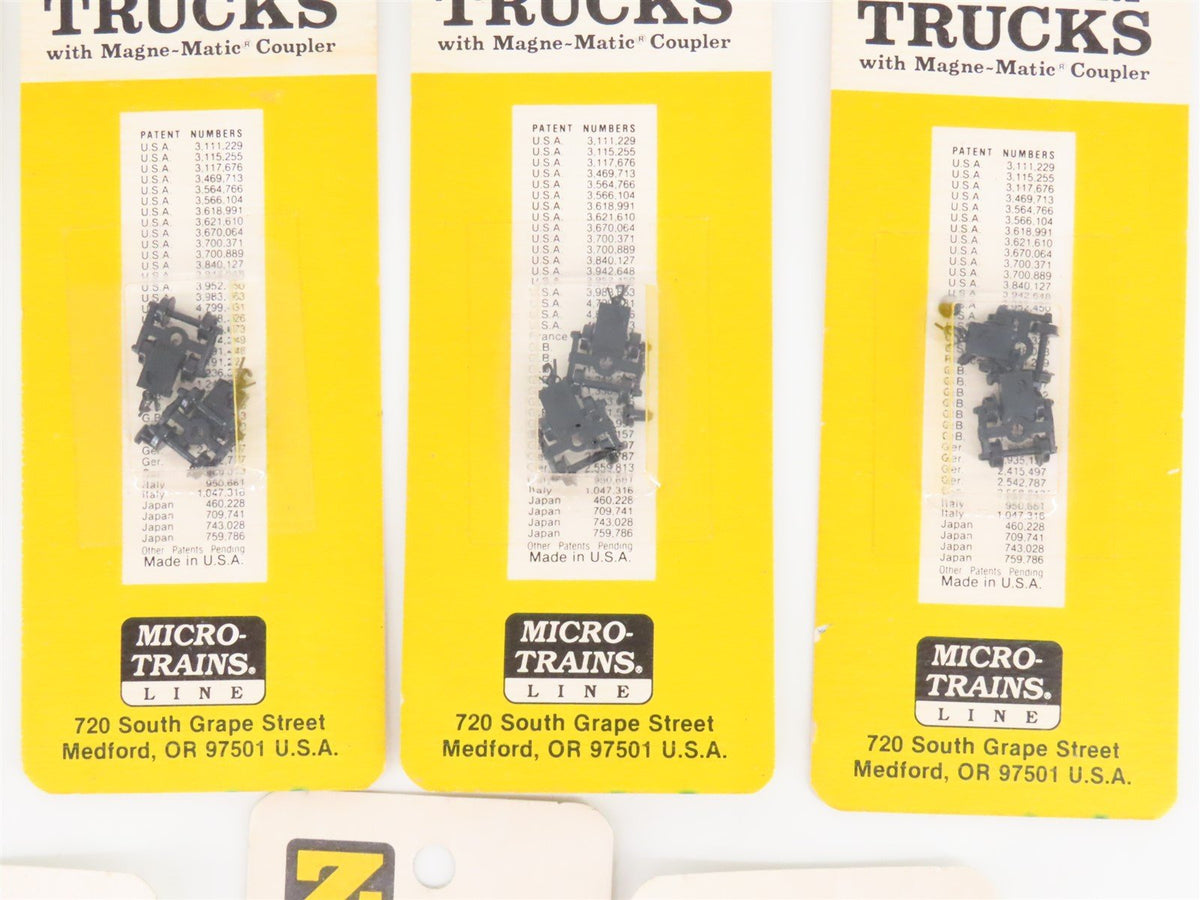 TRUCKS
with Magne-Matic® Coupler
PATENT NUMBERS
U.S.A. 3,111,229
U.S.A. 3,115,255
U.S.A. 3,117,676
U.S.A. 3,469,713
U.S.A. 3,564,766
U.S.A. 3,566,104
U.S.A. 3,618,991
U.S.A. 3,621,610
U.S.A. 3,670,064
U.S.A. 3,700,371
U.S.A. 3,700,889
U.S.A. 3,840,127
U.S.A.
U.S.A.
Ger.
Italy 950,661
Italy 1,047,316
Japan 460,228
Japan 709,741
Japan 743,028
Japan 759,786
Other Patents Pending
Made in U.S.A.
MICRO-
TRAINS®
LINE
720 South Grape Street
Medford, OR 97501 U.S.A.
TRUCKS
with Magne-Matic® Coupler
PATENT NUMBERS
U.S.A. 3,111,229
U.S.A. 3,115,255
U.S.A. 3,117,676
U.S.A. 3,469,713
U.S.A. 3,564,766
U.S.A. 3,566,104
U.S.A. 3,618,991
U.S.A. 3,621,610
U.S.A. 3,670,064
U.S.A. 3,700,371
U.S.A. 3,700,889
U.S.A. 3,840,127
U.S.A. 3,942,648
Ger. 2,559,813
Italy 950,661
Italy 1,047,316
Japan 460,228
Japan 709,741
Japan 743,028
Japan 759,786
Other Patents Pending
Made in U.S.A.
MICRO-
TRAINS®
LINE
720 South Grape Street
Medford, OR 97501 U.S.A.
TRUCKS
with Magne-Matic® Coupler
PATENT NUMBERS
U.S.A. 3,111,229
U.S.A. 3,115,255
U.S.A. 3,117,676
U.S.A. 3,469,713
U.S.A. 3,564,766
U.S.A. 3,566,104
U.S.A. 3,618,991
U.S.A. 3,621,610
U.S.A. 3,670,064
U.S.A. 3,700,371
U.S.A. 3,700,889
U.S.A. 3,840,127
U.S.A. 3,942,648
G.B.
G.B.
Ger.
Ger. 2,415,497
Ger. 2,542,787
Italy 950,661
Italy 1,047,316
Japan 460,228
Japan 709,741
Japan 743,028
Japan 759,786
Other Patents Pending
Made in U.S.A.
MICRO-
TRAINS®
LINE
720 South Grape Street
Medford, OR 97501 U.S.A.
Z